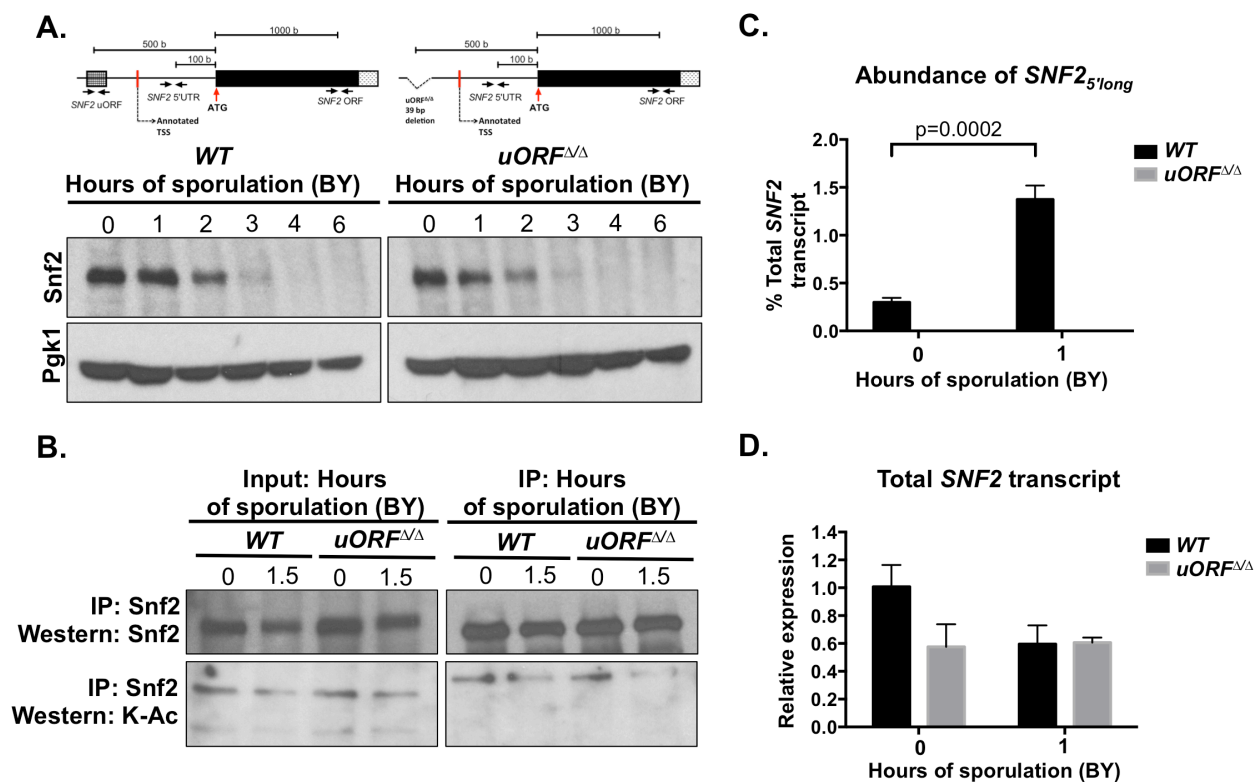 A.
1000 b
500 b
100 b
SNF2 uORF
SNF2 5'UTR
SNF2 ORF
ATG
Annotated
TSS
1000 b
500 b
100 b
uORFΔ/Δ
39 bp
deletion
SNF2 5'UTR
SNF2 ORF
ATG
Annotated
TSS
WT
Hours of sporulation (BY)
0 1 2 3 4 6
uORFΔ/Δ
Hours of sporulation (BY)
0 1 2 3 4 6
Snf2
Pgk1
B.
Input: Hours
of sporulation (BY)
WT uORFΔ/Δ
0 1.5 0 1.5
IP: Hours
of sporulation (BY)
WT uORFΔ/Δ
0 1.5 0 1.5
IP: Snf2
Western: Snf2
IP: Snf2
Western: K-Ac
C.
Abundance of SNF25'long
p=0.0002
WT
uORFΔ/Δ
% Total SNF2
transcript
2.0
1.5
1.0
0.5
0.0
0 1
Hours of sporulation (BY)
D.
Total SNF2 transcript
WT
uORFΔ/Δ
Relative expression
1.4
1.2
1.0
0.8
0.6
0.4
0.2
0.0
0 1
Hours of sporulation (BY)